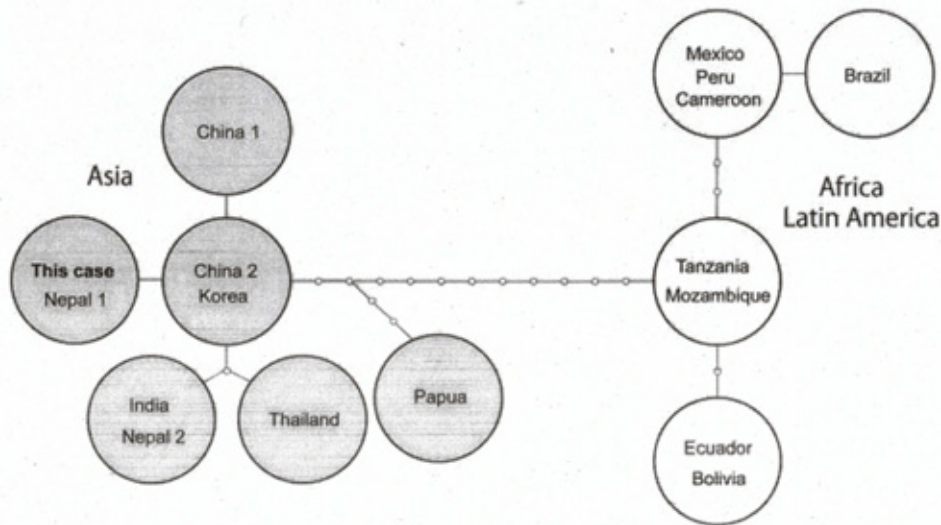 Mexico
Peru
Cameroon
Brazil
China 1
Asia
Africa
Latin America
This case
Nepal 1
China 2
Korea
Tanzania
Mozambique
India
Nepal 2
Thailand
Papua
Ecuador
Bolivia